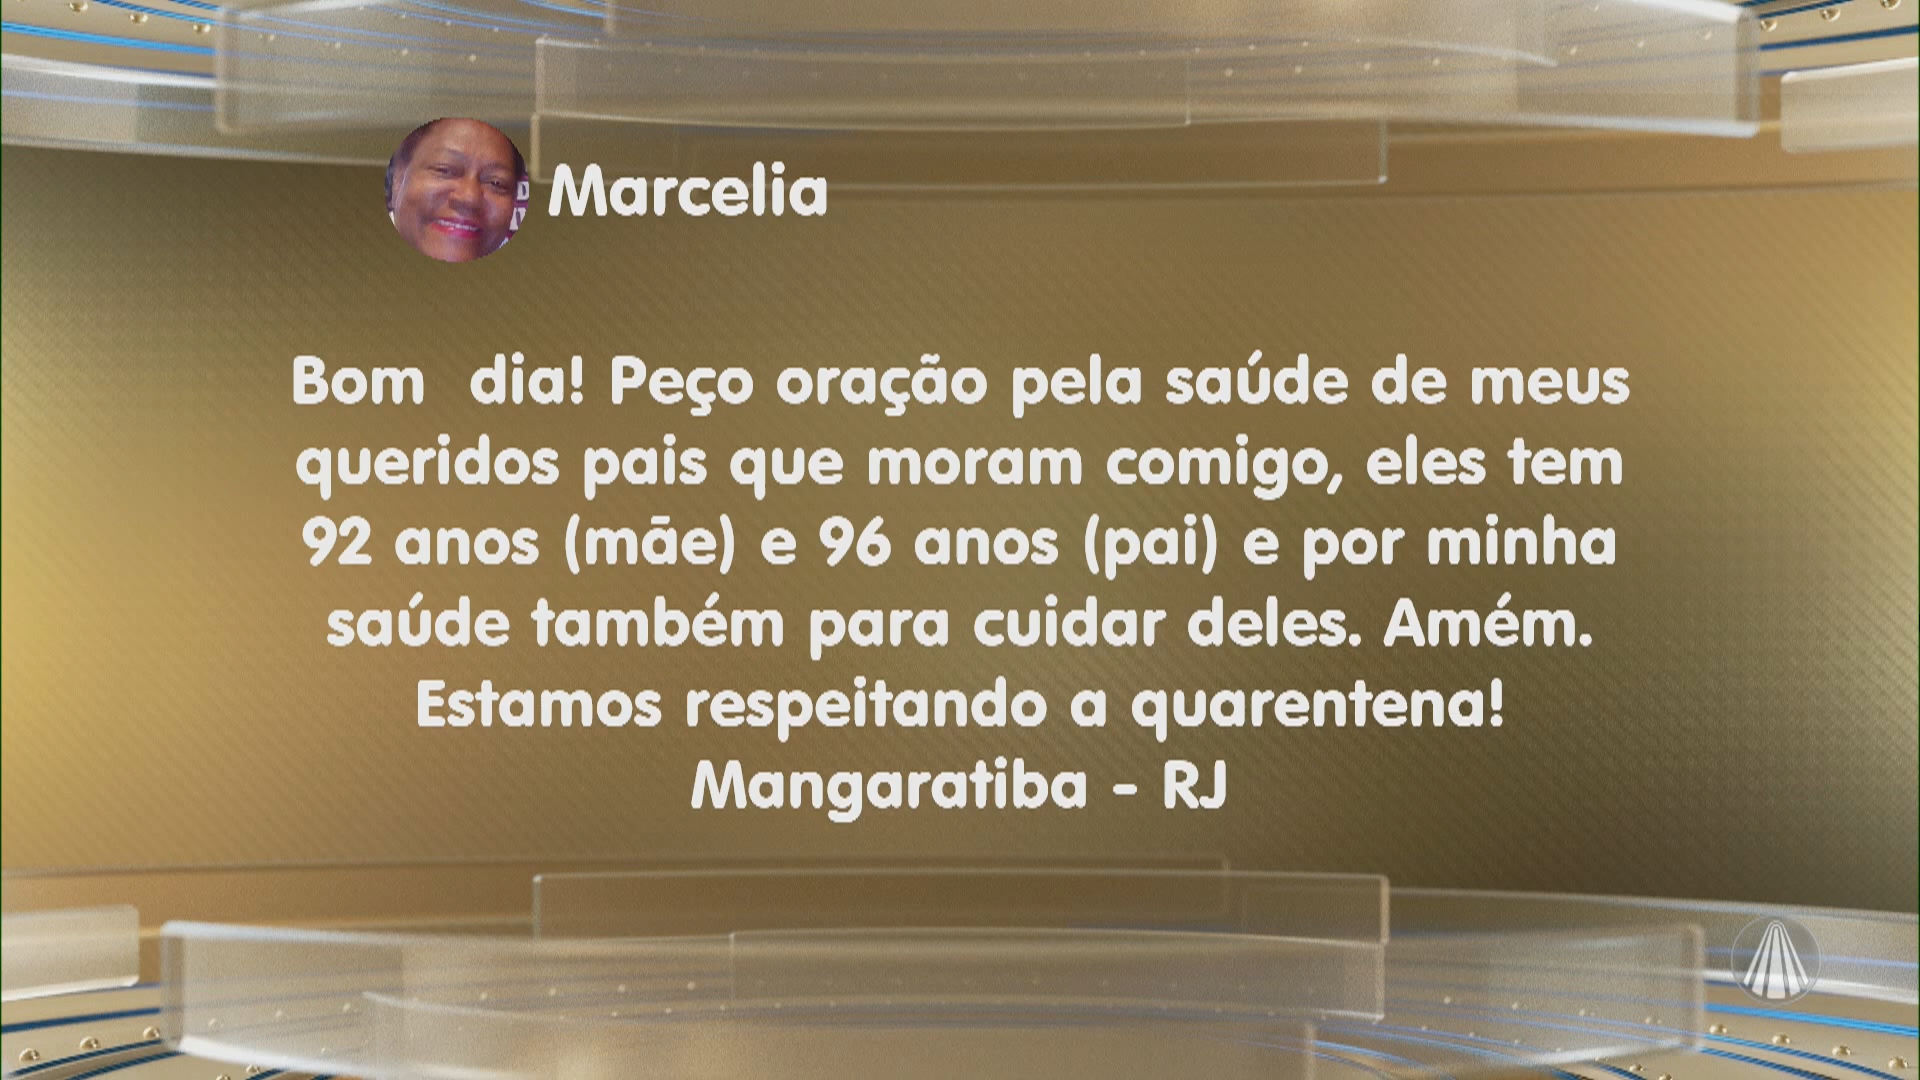 Marcelia
Bom dia! Peço oração pela saúde de meus
queridos pais que moram comigo, eles tem
92 anos (mãe) e 96 anos (pai) e por minha
saúde também para cuidar deles. Amém.
Estamos respeitando a quarentena!
Mangaratiba - RJ